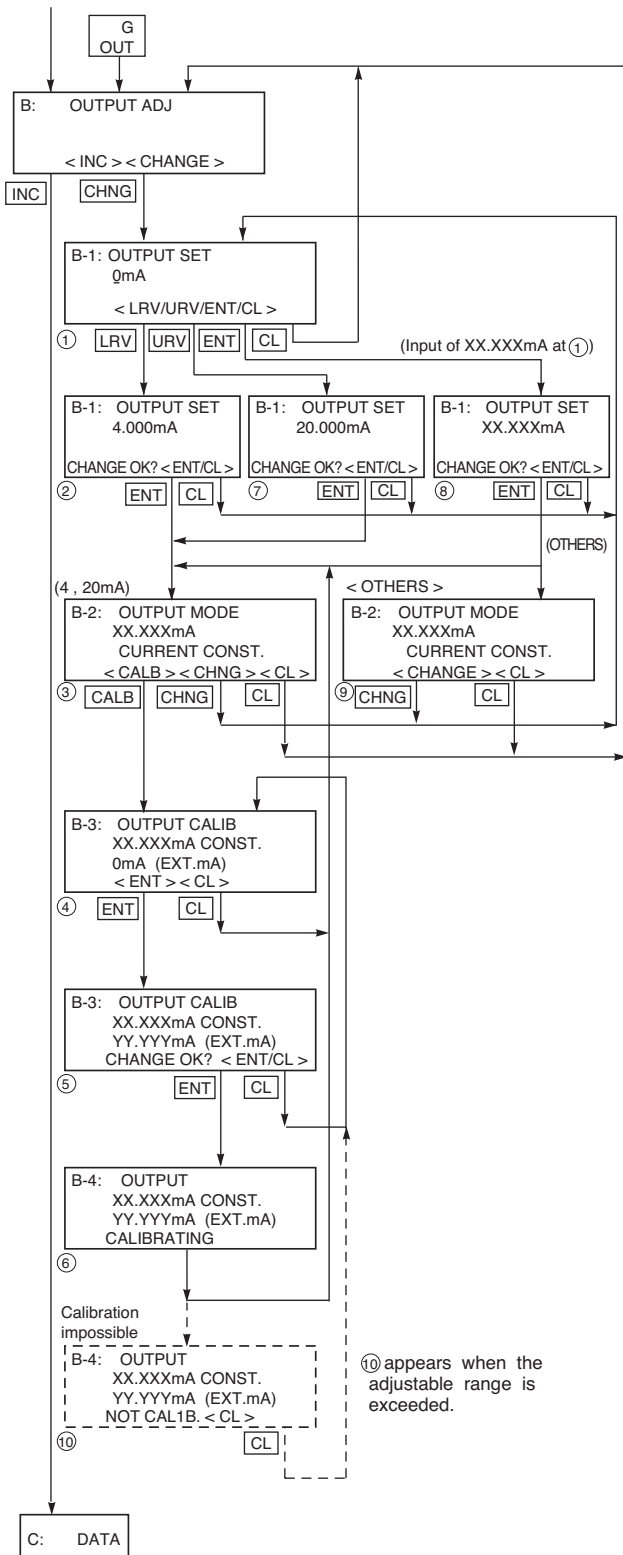 G
OUT
B: OUTPUT ADJ
< INC > < CHANGE >
INC
CHNG
B-1: OUTPUT SET
0mA
< LRV/URV/ENT/CL >
① LRV URV ENT CL
(Input of XX.XXXmA at ①)
B-1: OUTPUT SET
4.000mA
CHANGE OK? < ENT/CL >
② ENT CL
B-1: OUTPUT SET
20.000mA
CHANGE OK? < ENT/CL >
⑦ ENT CL
B-1: OUTPUT SET
XX.XXXmA
CHANGE OK? < ENT/CL >
⑧ ENT CL
(OTHERS)
(4 , 20mA)
B-2: OUTPUT MODE
XX.XXXmA
CURRENT CONST.
< CALB > < CHNG > < CL >
③ CALB CHNG CL
< OTHERS >
B-2: OUTPUT MODE
XX.XXXmA
CURRENT CONST.
< CHANGE > < CL >
⑨ CHNG CL
B-3: OUTPUT CALIB
XX.XXXmA CONST.
0mA (EXT.mA)
< ENT > < CL >
④ ENT CL
B-3: OUTPUT CALIB
XX.XXXmA CONST.
YY.YYYmA (EXT.mA)
CHANGE OK? < ENT/CL >
⑤ ENT CL
B-4: OUTPUT
XX.XXXmA CONST.
YY.YYYmA (EXT.mA)
CALIBRATING
⑥
Calibration
impossible
B-4: OUTPUT
XX.XXXmA CONST.
YY.YYYmA (EXT.mA)
NOT CAL1B. < CL >
⑩ CL
⑩ appears when the
adjustable range is
exceeded.
C: DATA